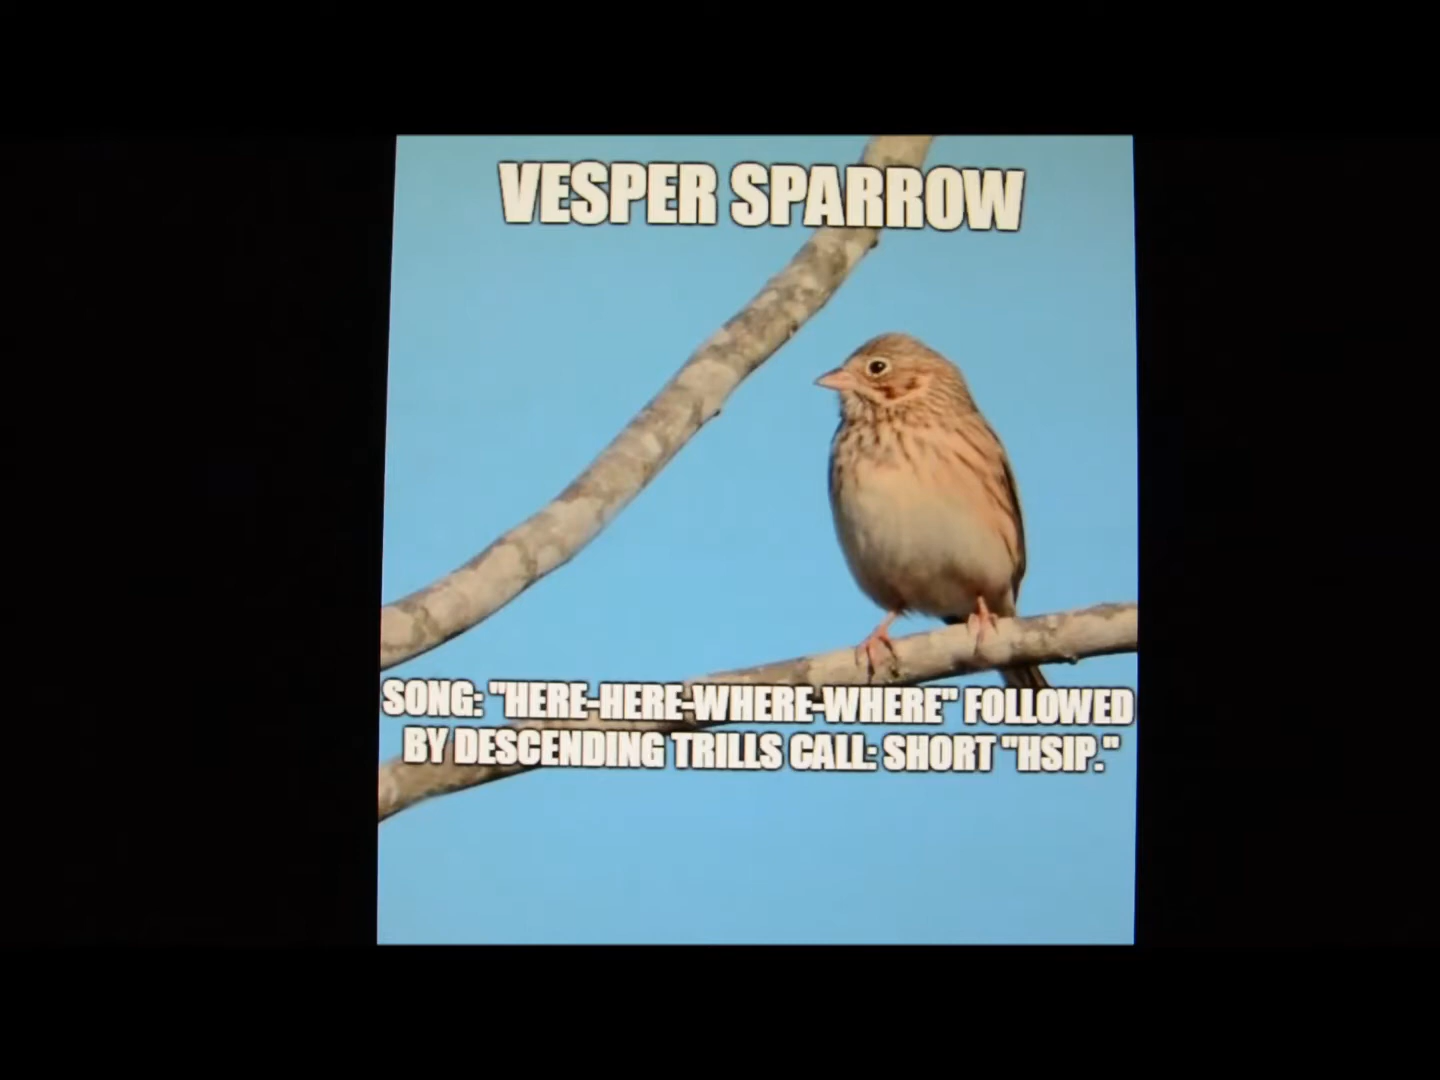 VESPER SPARROW
SONG: "HERE-HERE-WHERE-WHERE" FOLLOWED
BY DESCENDING TRILLS CALL: SHORT "HSIP."